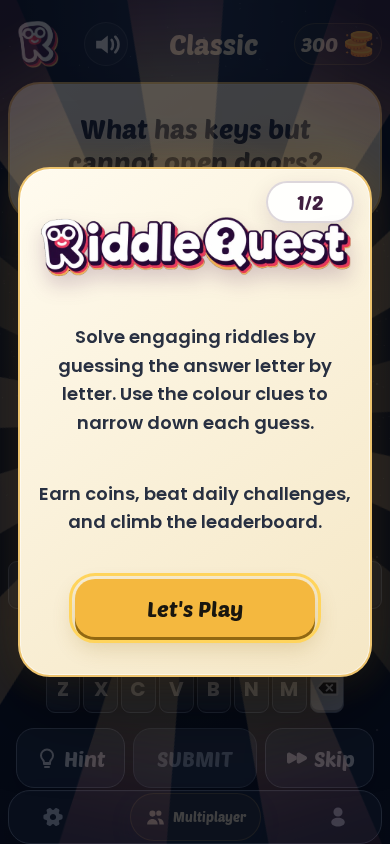 R
Classic
300
What has keys but
cannot open doors?
1/2
RiddleQuest
Solve engaging riddles by
guessing the answer letter by
letter. Use the colour clues to
narrow down each guess.
Earn coins, beat daily challenges,
and climb the leaderboard.
Let's Play
Z X C V B N M
Hint SUBMIT Skip
Multiplayer